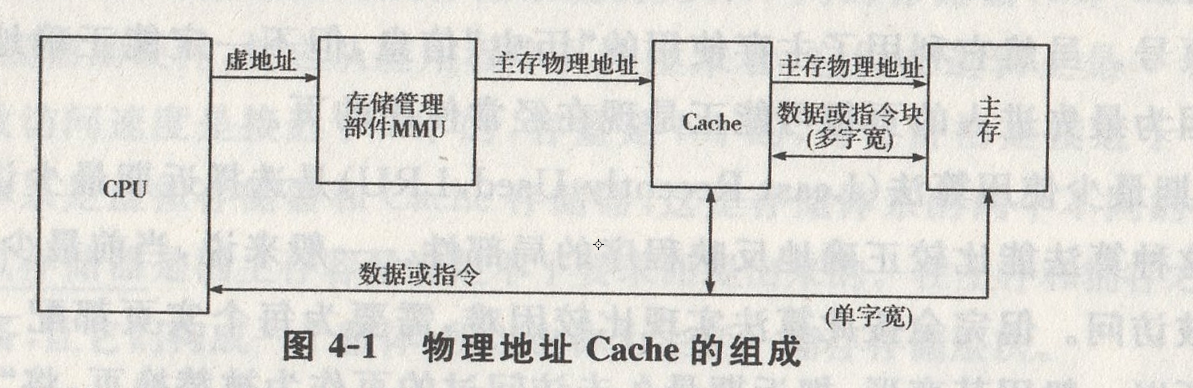 虚地址
主存物理地址
主存物理地址
存储管理
部件MMU
Cache
数据或指令块
(多字宽)
主存
CPU
数据或指令
(单字宽)
图 4-1 物理地址 Cache 的组成